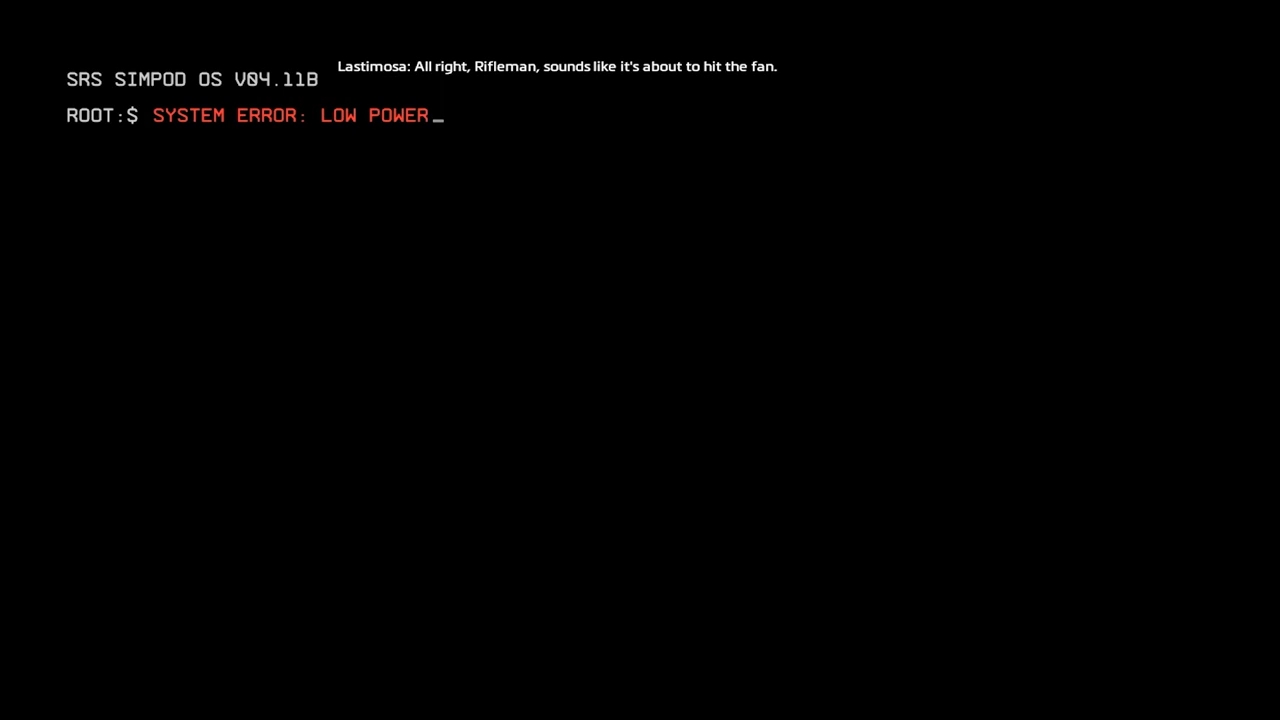 Lastimosa: All right, Rifleman, sounds like it's about to hit the fan.
SRS SIMPOD OS V04.11B
ROOT:$ SYSTEM ERROR: LOW POWER_